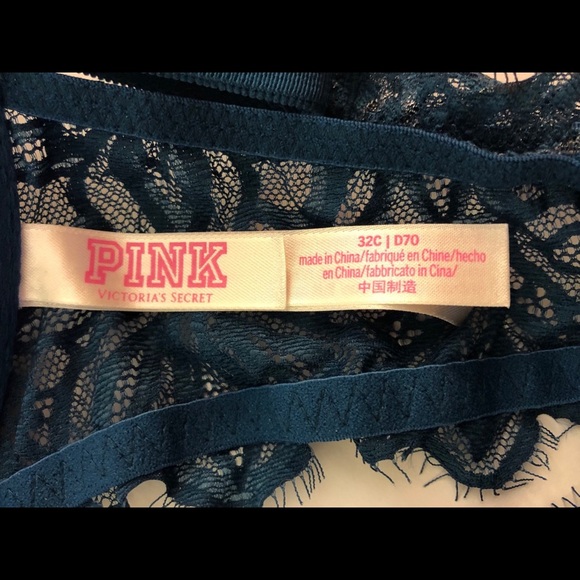 PINK
VICTORIA'S SECRET
32C | D70
made in China/fabriqué en Chine/hecho
en China/fabbricato in Cina/
中国制造